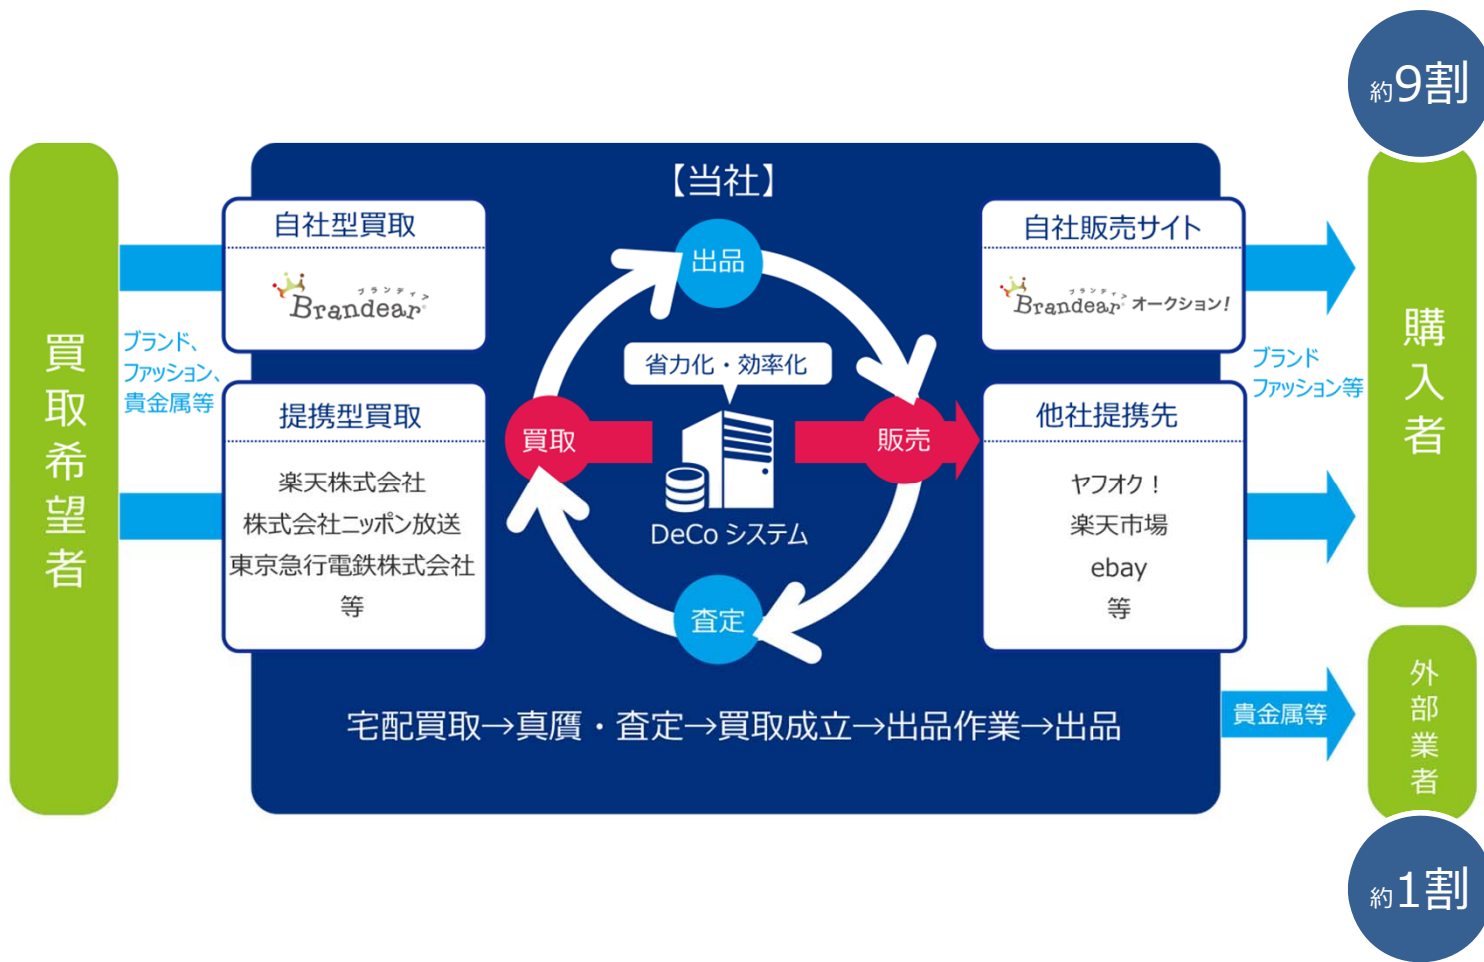 約9割
【当社】
買取希望者
ブランド、
ファッション、
貴金属等
自社型買取
ブランディア
Brandear
提携型買取
楽天株式会社
株式会社ニッポン放送
東京急行電鉄株式会社
等
出品
省力化・効率化
買取
販売
DeCo システム
査定
宅配買取→真贋・査定→買取成立→出品作業→出品
自社販売サイト
ブランディア
Brandear オークション!
他社提携先
ヤフオク！
楽天市場
ebay
等
ブランド
ファッション等
貴金属等
購入者
外部業者
約1割